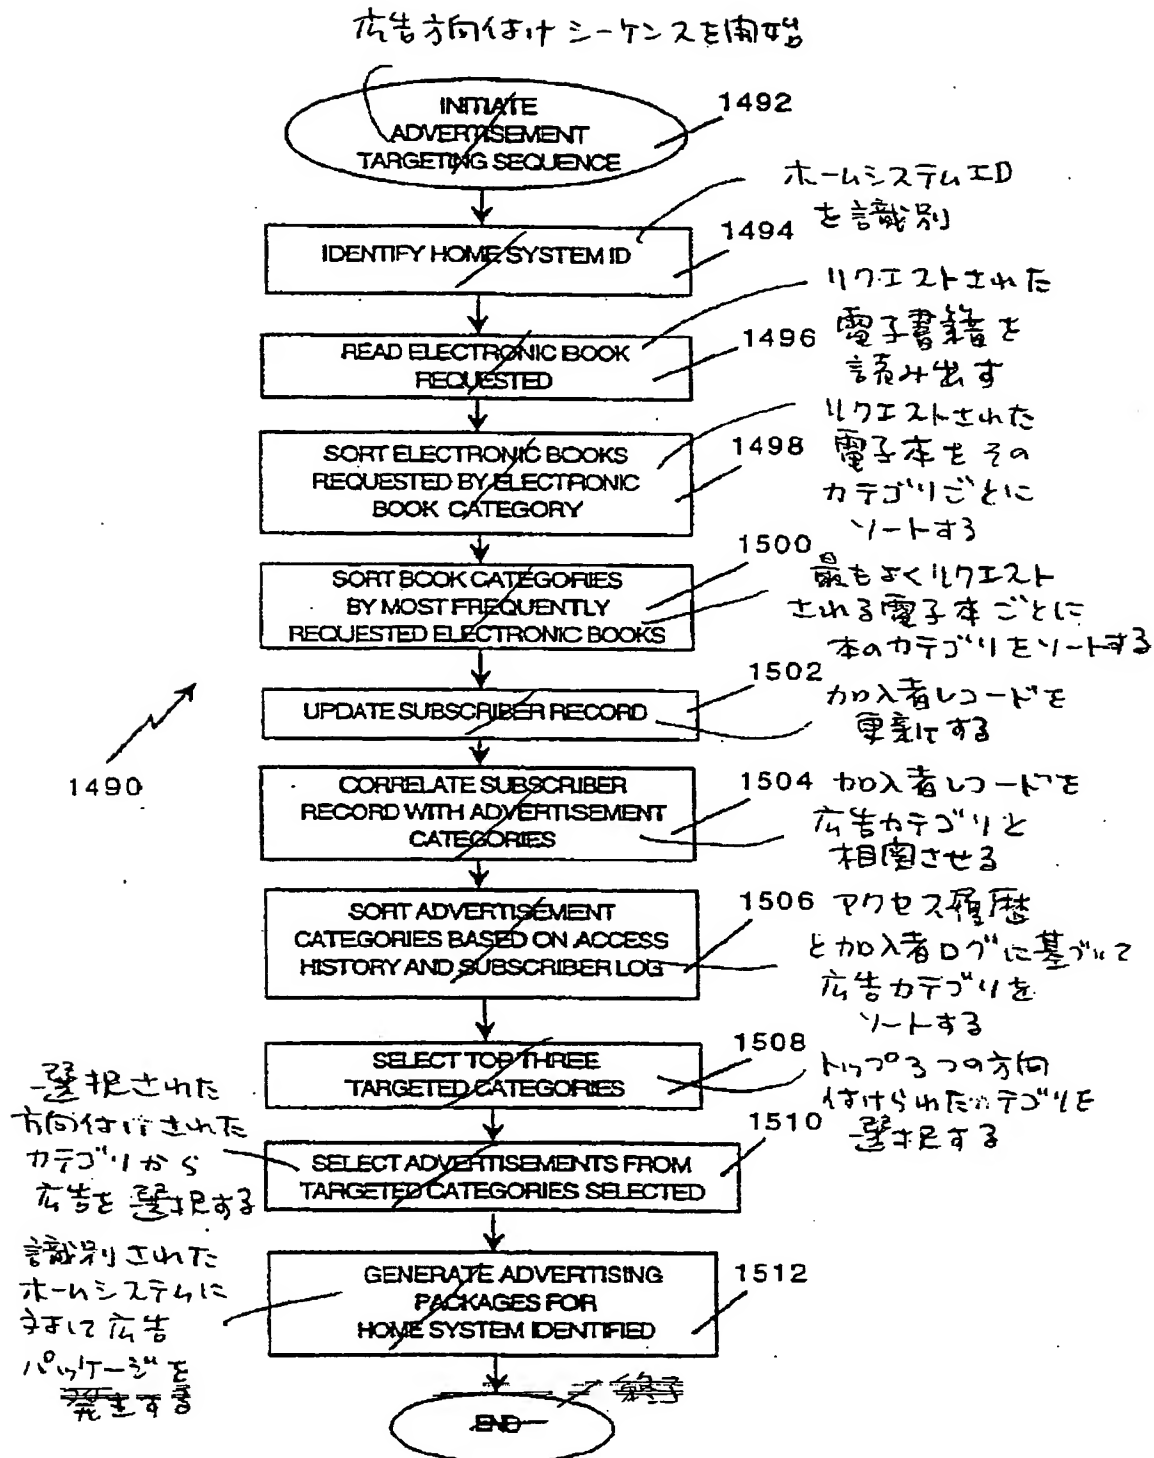 広告方向付け シーケンスを開始
INITIATE
ADVERTISEMENT
TARGETING SEQUENCE
1492
ホームシステムID
を識別
IDENTIFY HOME SYSTEM ID
1494
リクエストされた
電子書籍を
読み出す
READ ELECTRONIC BOOK
REQUESTED
1496
リクエストされた
電子本をその
カテゴリごとに
ソートする
SORT ELECTRONIC BOOKS
REQUESTED BY ELECTRONIC
BOOK CATEGORY
1498
1500
最もよくリクエスト
される電子本ごとに
本のカテゴリをソートする
SORT BOOK CATEGORIES
BY MOST FREQUENTLY
REQUESTED ELECTRONIC BOOKS
1502
加入者レコードを
更新する
UPDATE SUBSCRIBER RECORD
1490
CORRELATE SUBSCRIBER
RECORD WITH ADVERTISEMENT
CATEGORIES
1504
加入者レコードを
広告カテゴリと
相関させる
SORT ADVERTISEMENT
CATEGORIES BASED ON ACCESS
HISTORY AND SUBSCRIBER LOG
1506
アクセス履歴
と加入者ログに基づいて
広告カテゴリを
ソートする
SELECT TOP THREE
TARGETED CATEGORIES
1508
トップ3つの方向
付けられたカテゴリを
選択する
選択された
方向付けされた
カテゴリから
広告を選択する
SELECT ADVERTISEMENTS FROM
TARGETED CATEGORIES SELECTED
1510
識別された
ホームシステムに
対して広告
パッケージを
発生する
GENERATE ADVERTISING
PACKAGES FOR
HOME SYSTEM IDENTIFIED
1512
終了
END